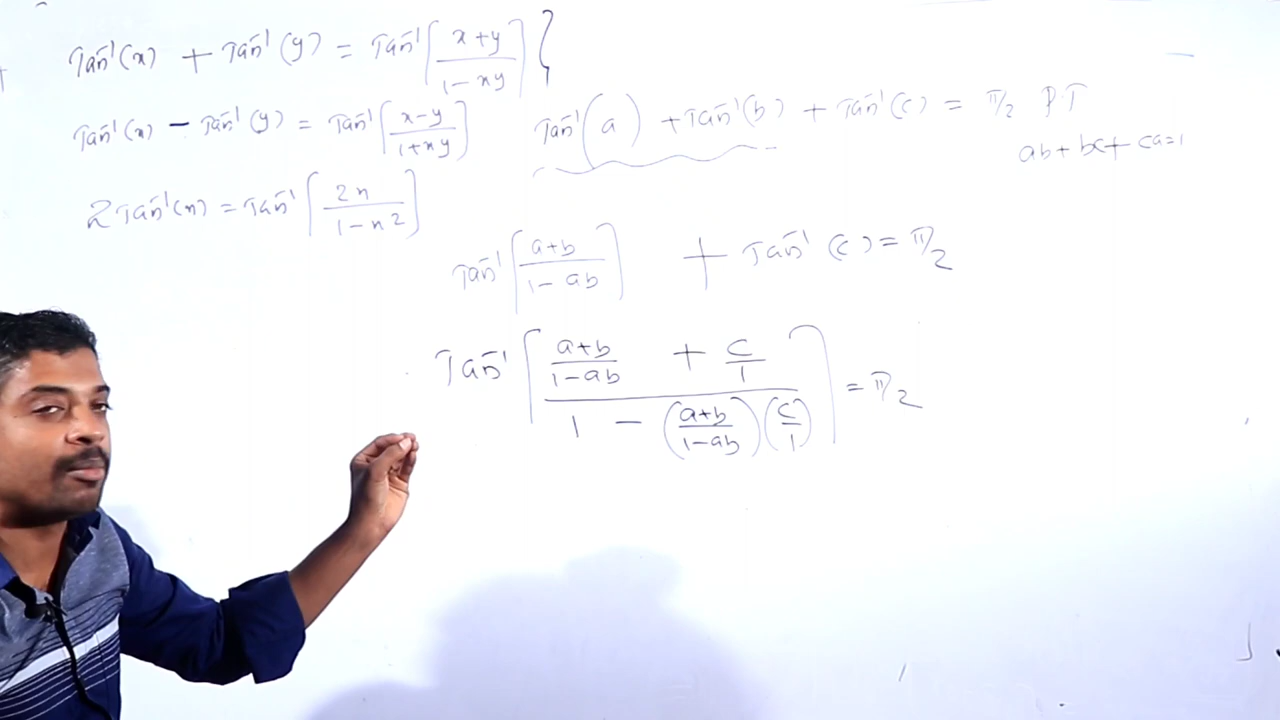 Tan⁻¹(x) + Tan⁻¹(y) = Tan⁻¹[x+y / 1-xy] }
Tan⁻¹(x) - Tan⁻¹(y) = Tan⁻¹[x-y / 1+xy]
2Tan⁻¹(x) = Tan⁻¹[2x / 1-x²]
Tan⁻¹(a) + Tan⁻¹(b) + Tan⁻¹(c) = π/2 P.T
ab + bc + ca = 1
Tan⁻¹[a+b / 1-ab] + Tan⁻¹(c) = π/2
Tan⁻¹[(a+b / 1-ab + c/1) / (1 - (a+b / 1-ab)(c/1))] = π/2